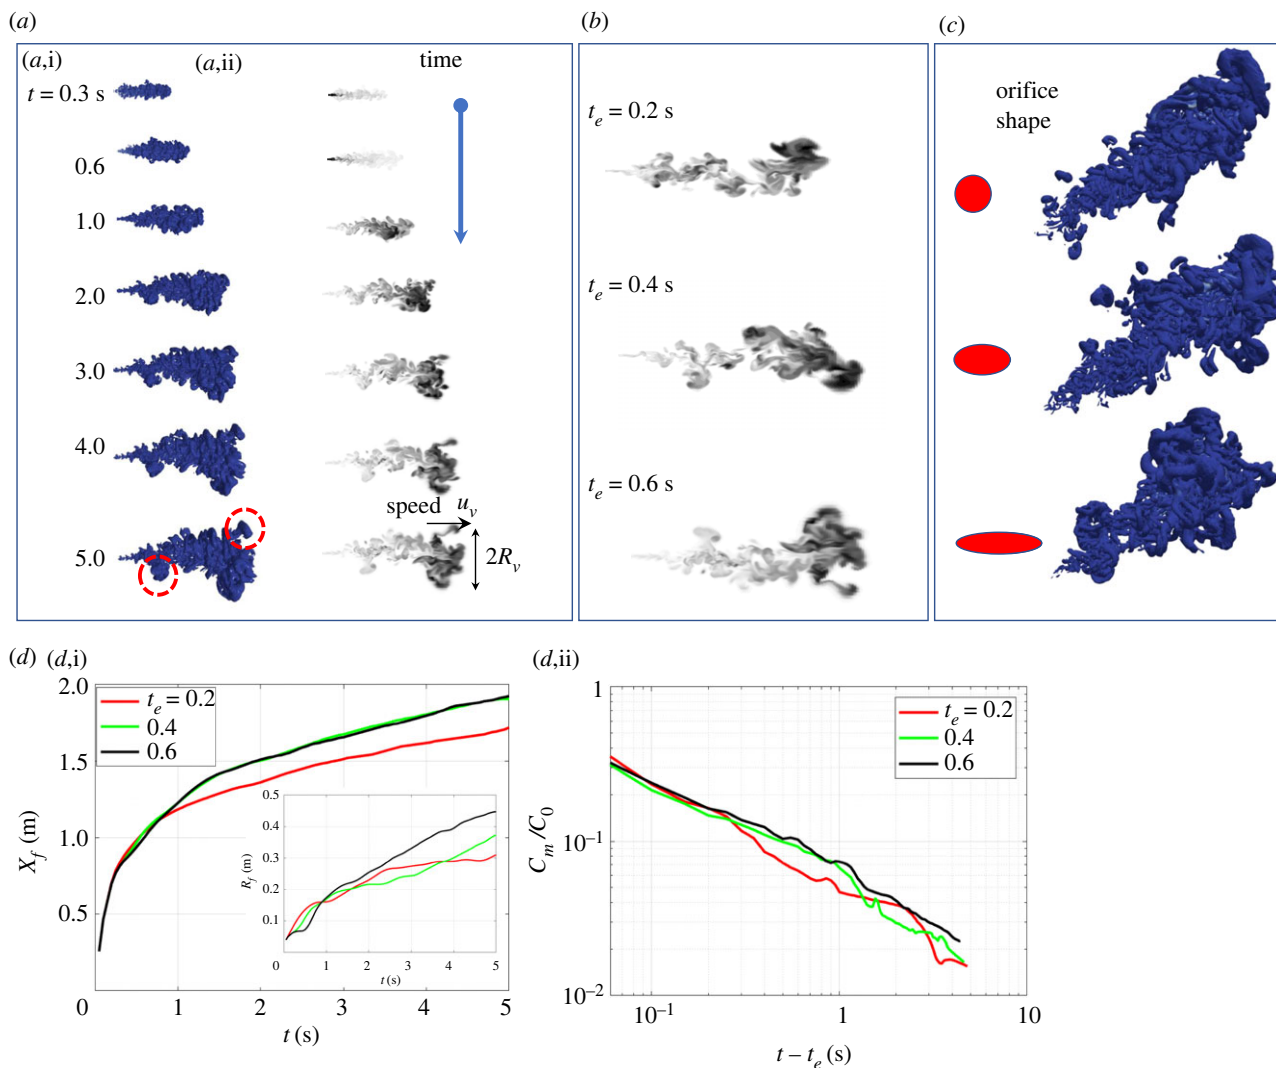 (a)
(b)
(c)
(a,i)
(a,ii)
time
t = 0.3 s
0.6
1.0
2.0
3.0
4.0
5.0
speed u_v
2R_v
t_e = 0.2 s
t_e = 0.4 s
t_e = 0.6 s
orifice
shape
(d)
(d,i)
2.0
1.5
1.0
0.5
0
1
2
3
4
5
X_f (m)
t (s)
t_e = 0.2
0.4
0.6
0.5
0.4
0.3
0.2
0.1
0
1
2
3
4
5
R_f (m)
t (s)
(d,ii)
1
10⁻¹
10⁻²
10⁻¹
1
10
C_m/C_0
t – t_e (s)
t_e = 0.2
0.4
0.6